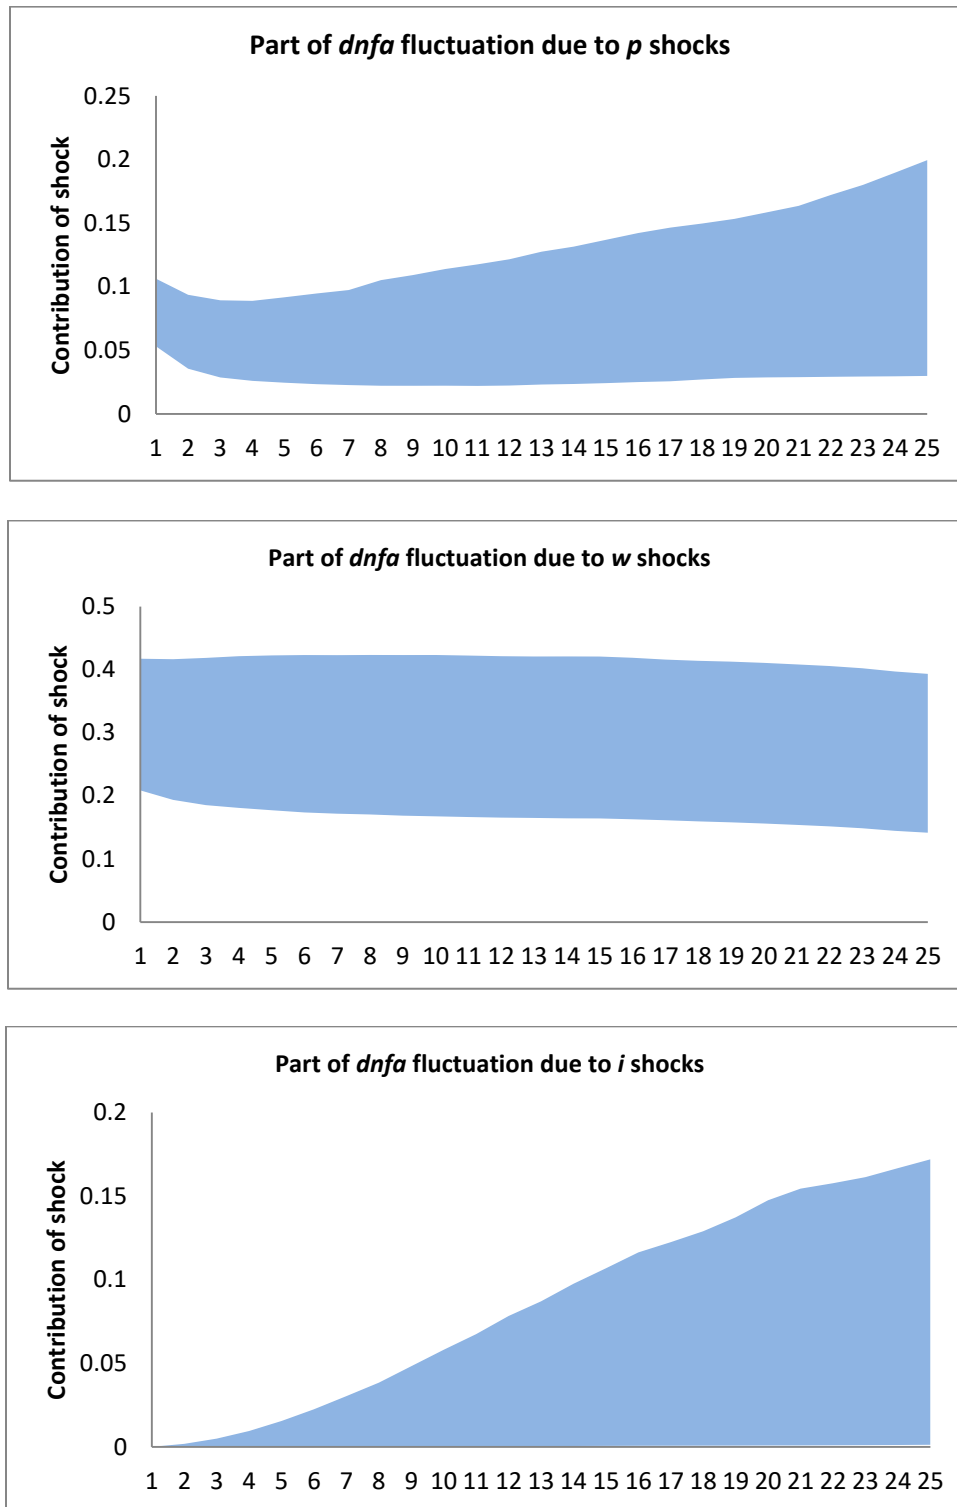 Part of dnfa fluctuation due to p shocks
Contribution of shock
0.25
0.2
0.15
0.1
0.05
0
1 2 3 4 5 6 7 8 9 10 11 12 13 14 15 16 17 18 19 20 21 22 23 24 25
Part of dnfa fluctuation due to w shocks
Contribution of shock
0.5
0.4
0.3
0.2
0.1
0
1 2 3 4 5 6 7 8 9 10 11 12 13 14 15 16 17 18 19 20 21 22 23 24 25
Part of dnfa fluctuation due to i shocks
Contribution of shock
0.2
0.15
0.1
0.05
0
1 2 3 4 5 6 7 8 9 10 11 12 13 14 15 16 17 18 19 20 21 22 23 24 25